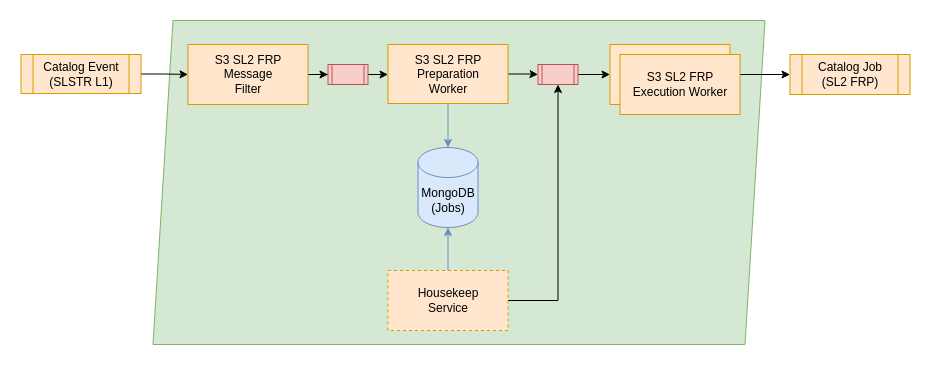 Catalog Event
(SLSTR L1)
S3 SL2 FRP
Message
Filter
S3 SL2 FRP
Preparation
Worker
S3 SL2 FRP
Execution Worker
Catalog Job
(SL2 FRP)
MongoDB
(Jobs)
Housekeep
Service